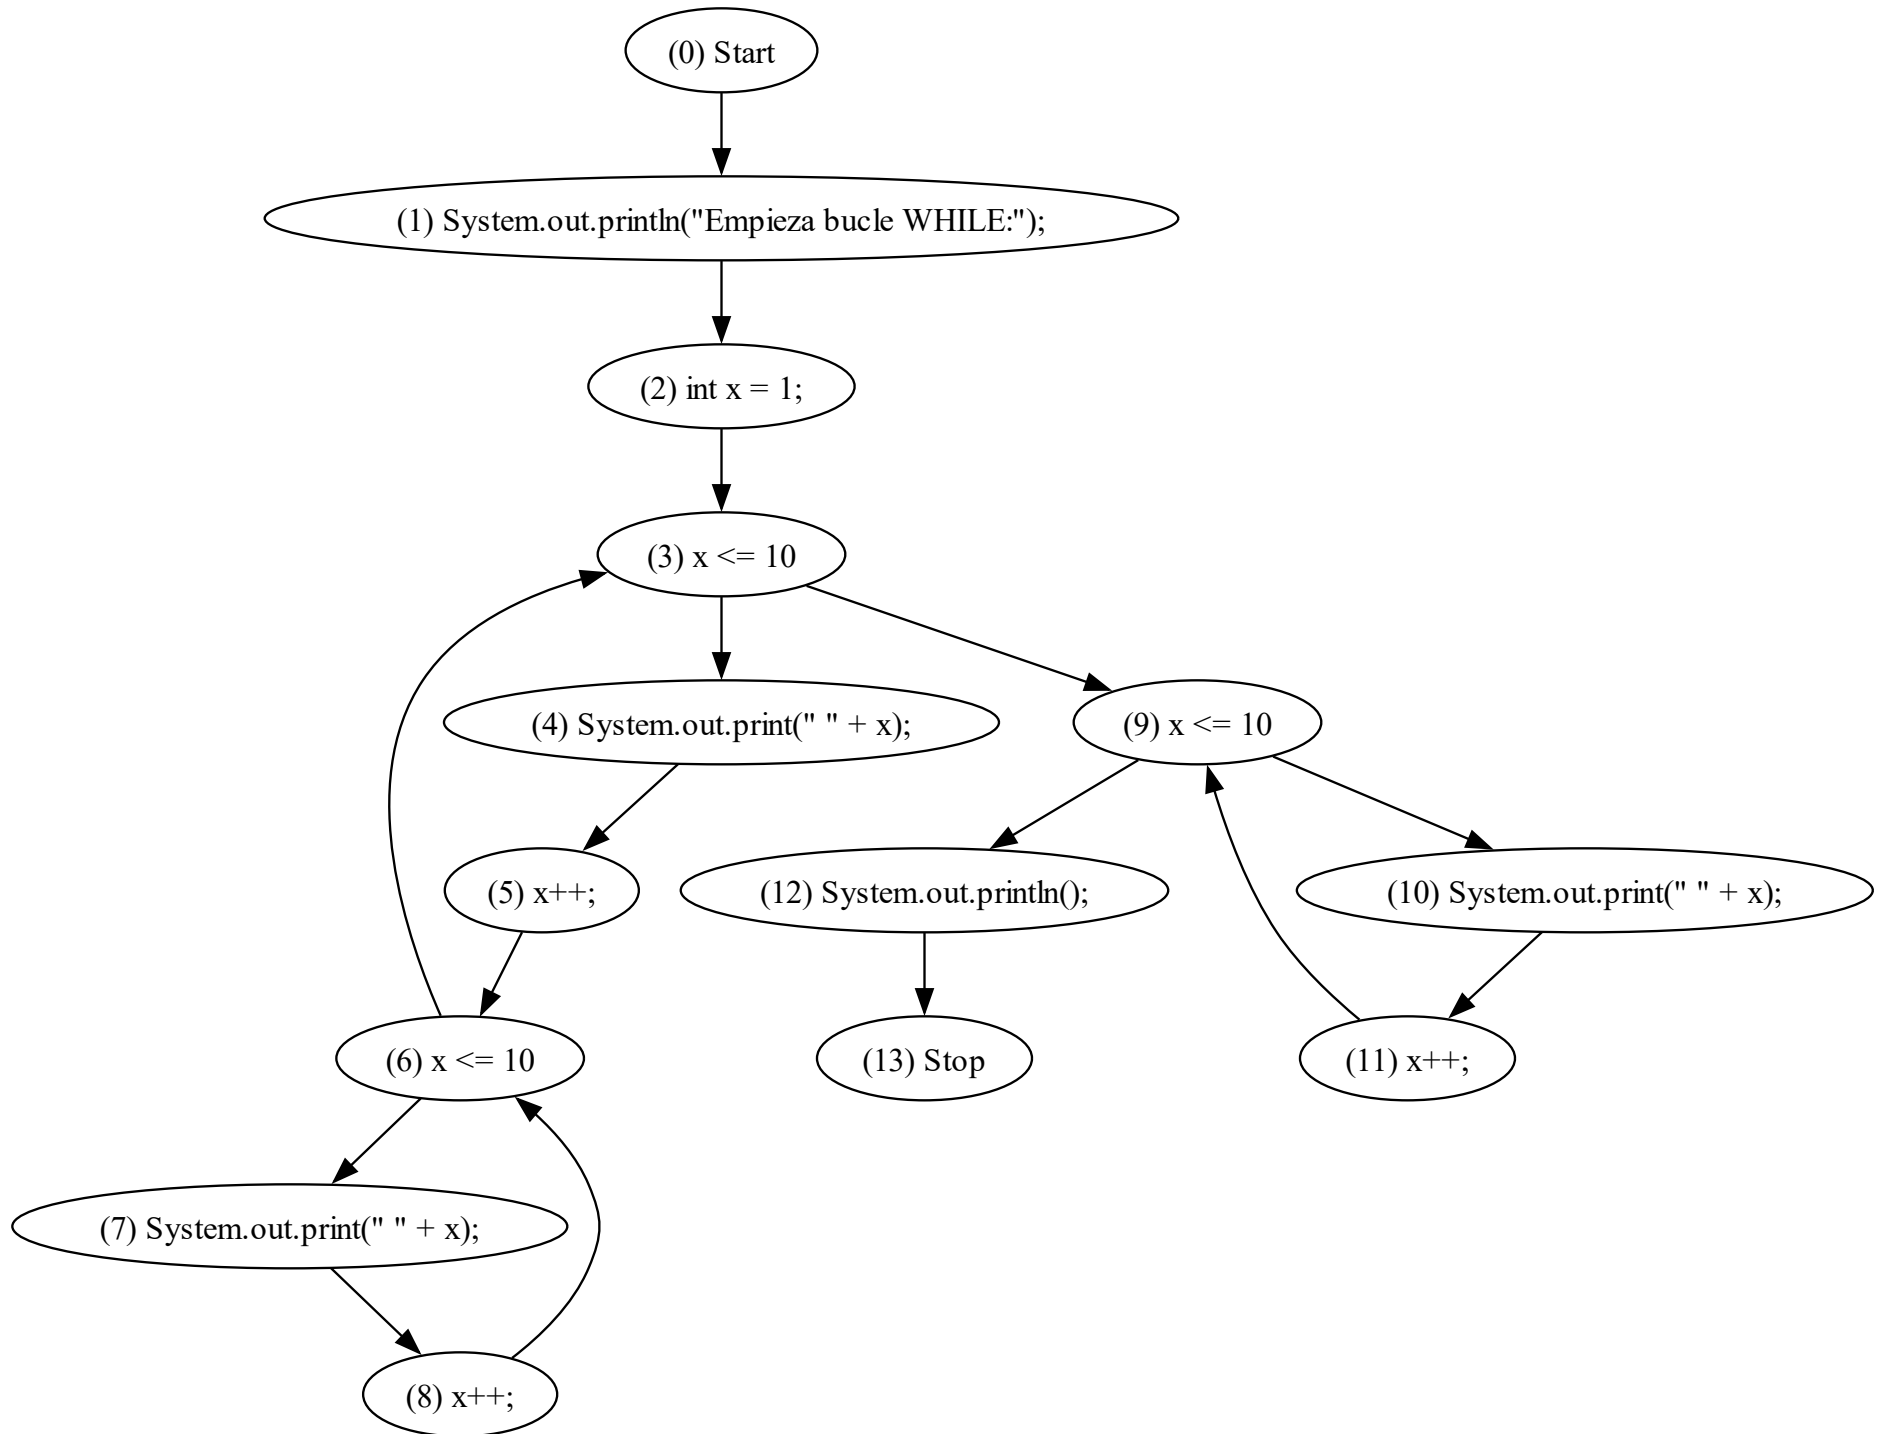 (0) Start
(1) System.out.println("Empieza bucle WHILE:");
(2) int x = 1;
(3) x <= 10
(4) System.out.print(" " + x);
(9) x <= 10
(5) x++;
(12) System.out.println();
(10) System.out.print(" " + x);
(6) x <= 10
(13) Stop
(11) x++;
(7) System.out.print(" " + x);
(8) x++;